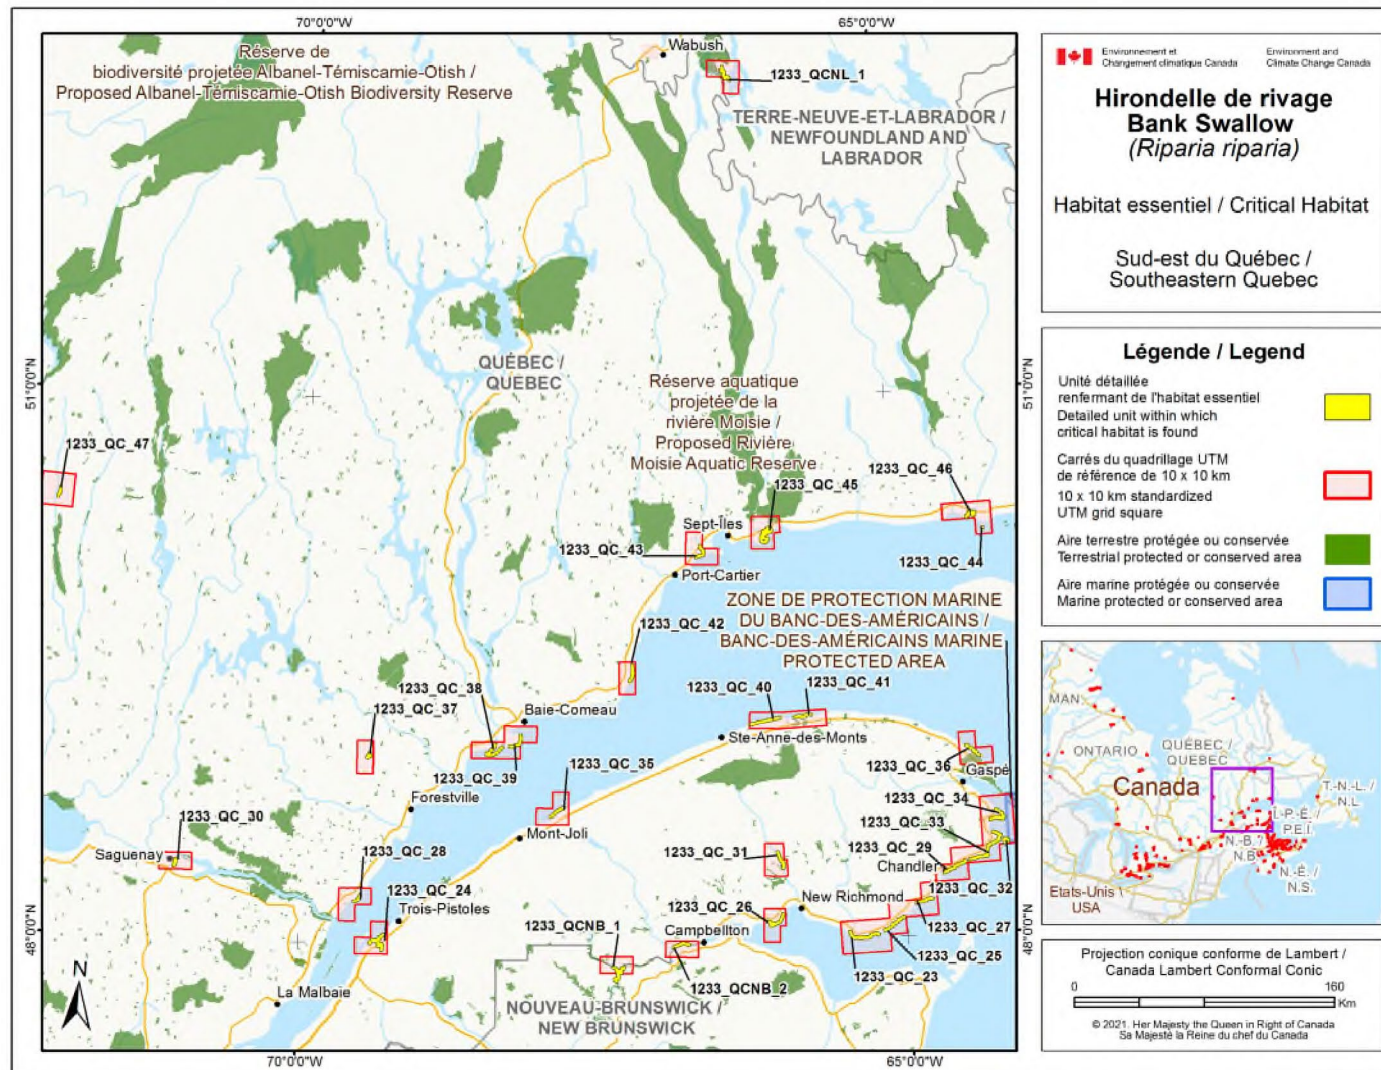 70°0'0"W
65°0'0"W
Réserve de
biodiversité projetée Albanel-Témiscamie-Otish /
Proposed Albanel-Témiscamie-Otish Biodiversity Reserve
Wabush
1233_QCNL_1
TERRE-NEUVE-ET-LABRADOR /
NEWFOUNDLAND AND
LABRADOR
QUÉBEC /
QUEBEC
51°0'0"N
51°0'0"N
Réserve aquatique
projetée de la
rivière Moisie /
Proposed Rivière
Moisie Aquatic Reserve
1233_QC_47
1233_QC_46
1233_QC_45
Sept-Îles
1233_QC_43
1233_QC_44
Port-Cartier
ZONE DE PROTECTION MARINE
DU BANC-DES-AMÉRICAINS /
BANC-DES-AMÉRICAINS MARINE
PROTECTED AREA
1233_QC_42
1233_QC_38
1233_QC_37
1233_QC_40
1233_QC_41
Baie-Comeau
Ste-Anne-des-Monts
1233_QC_39
1233_QC_35
1233_QC_36
Gaspé
Forestville
1233_QC_34
1233_QC_30
Mont-Joli
1233_QC_33
Saguenay
1233_QC_31
1233_QC_29
Chandler
1233_QC_28
1233_QC_32
1233_QC_24
New Richmond
Trois-Pistoles
1233_QC_26
1233_QC_27
1233_QCNB_1
Campbellton
1233_QC_25
48°0'0"N
48°0'0"N
1233_QC_23
1233_QCNB_2
N
La Malbaie
NOUVEAU-BRUNSWICK /
NEW BRUNSWICK
70°0'0"W
65°0'0"W
Environnement et
Changement climatique Canada
Environment and
Climate Change Canada
Hirondelle de rivage
Bank Swallow
(Riparia riparia)
Habitat essentiel / Critical Habitat
Sud-est du Québec /
Southeastern Quebec
Légende / Legend
Unité détaillée
renfermant de l'habitat essentiel
Detailed unit within which
critical habitat is found
Carrés du quadrillage UTM
de référence de 10 x 10 km
10 x 10 km standardized
UTM grid square
Aire terrestre protégée ou conservée
Terrestrial protected or conserved area
Aire marine protégée ou conservée
Marine protected or conserved area
MAN
ONTARIO
QUÉBEC /
QUEBEC
Canada
T.-N.-L. /
N.L
Î.-P.-É. /
P.E.I.
N.-B. /
N.B
N.-É. /
N.S.
Etats-Unis
USA
Projection conique conforme de Lambert /
Canada Lambert Conformal Conic
0
160
Km
© 2021. Her Majesty the Queen in Right of Canada
Sa Majesté la Reine du chef du Canada